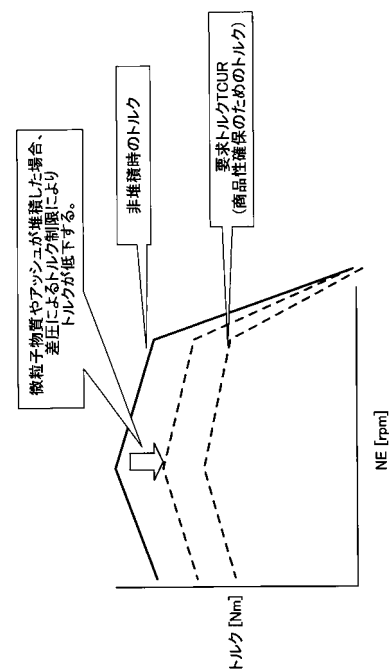 微粒子物質やアッシュが堆積した場合、
差圧によるトルク制限により
トルクが低下する。
非堆積時のトルク
要求トルクTCUR
(商品性確保のためのトルク)
トルク [Nm]
NE [rpm]